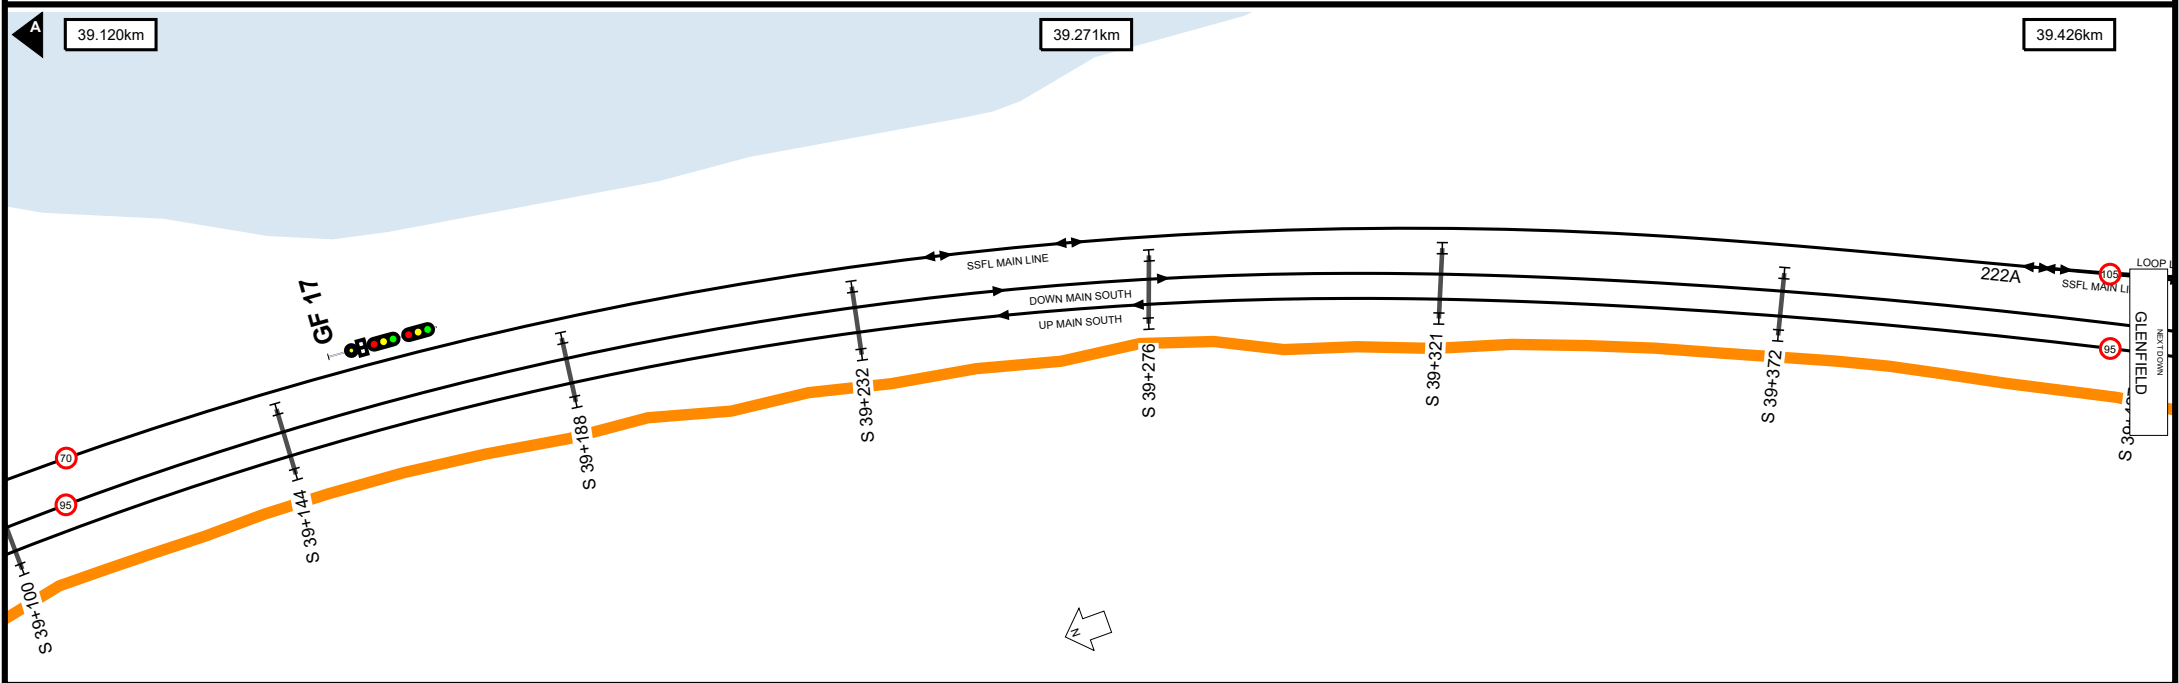 A
39.120km
39.271km
39.426km
GF 17
SSFL MAIN LINE
DOWN MAIN SOUTH
UP MAIN SOUTH
222A
105
LOOP
SSFL MAIN
GLENFIELD
NEXT DOWN
95
70
95
S 39+100
S 39+144
S 39+188
S 39+232
S 39+276
S 39+321
S 39+372
S 39
N